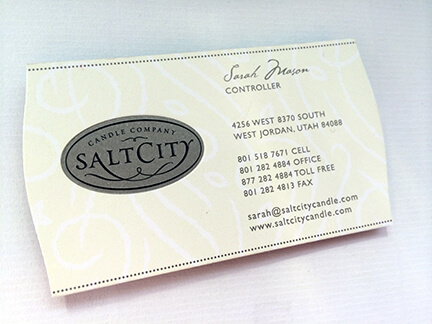 Sarah Mason
CONTROLLER
CANDLE COMPANY
SALTCITY
4256 WEST 8370 SOUTH
WEST JORDAN, UTAH 84088
801 518 7671 CELL
801 282 4884 OFFICE
877 282 4884 TOLL FREE
801 282 4813 FAX
sarah@saltcitycandle.com
www.saltcitycandle.com